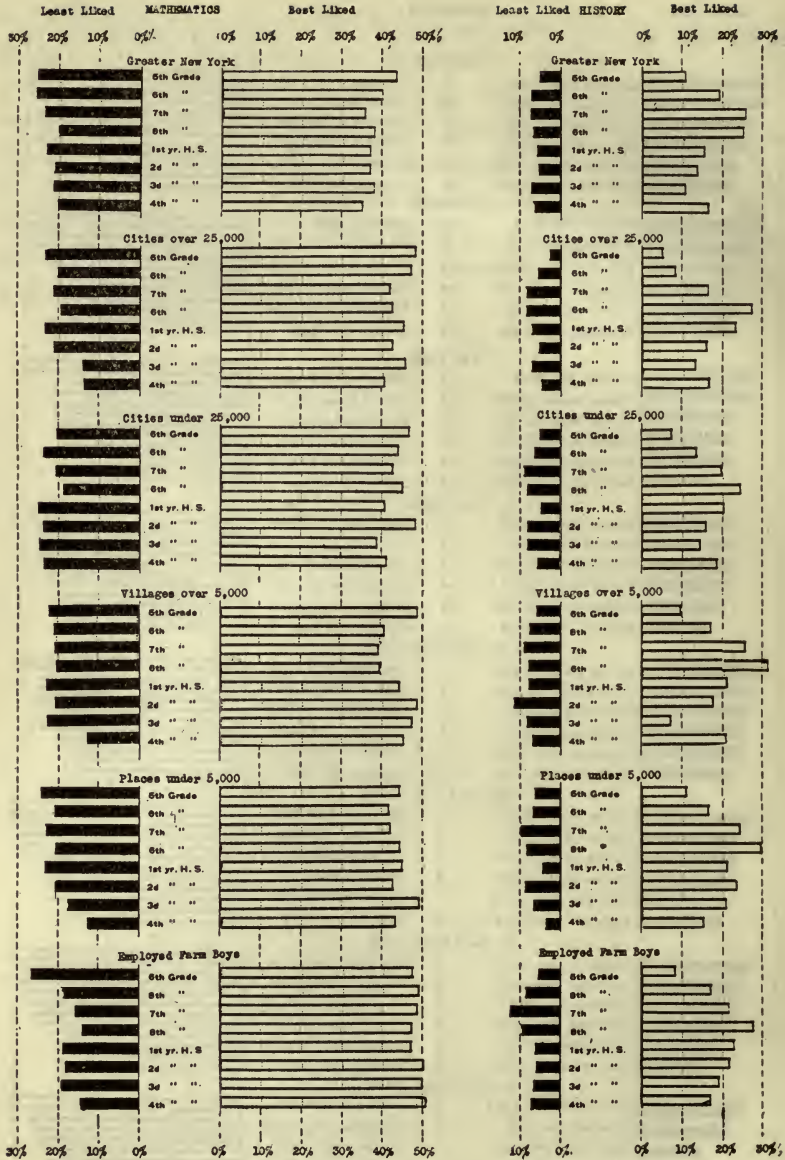 Least Liked MATHEMATICS Best Liked Least Liked HISTORY Best Liked
30% 20% 10% 0% 0% 10% 20% 30% 40% 50% 10% 0% 0% 10% 20% 30%
Greater New York Greater New York
5th Grade 5th Grade
6th " 6th "
7th " 7th "
8th " 8th "
1st yr. H. S. 1st yr. H. S.
2d " " 2d " "
3d " " 3d " "
4th " " 4th " "
Cities over 25,000 Cities over 25,000
5th Grade 5th Grade
6th " 6th "
7th " 7th "
8th " 8th "
1st yr. H. S. 1st yr. H. S.
2d " " 2d " "
3d " " 3d " "
4th " " 4th " "
Cities under 25,000 Cities under 25,000
5th Grade 5th Grade
6th " 6th "
7th " 7th "
8th " 8th "
1st yr. H. S. 1st yr. H. S.
2d " " 2d " "
3d " " 3d " "
4th " " 4th " "
Villages over 5,000 Villages over 5,000
5th Grade 5th Grade
6th " 6th "
7th " 7th "
8th " 8th "
1st yr. H. S. 1st yr. H. S.
2d " " 2d " "
3d " " 3d " "
4th " " 4th " "
Places under 5,000 Places under 5,000
5th Grade 5th Grade
6th " 6th "
7th " 7th "
8th " 8th "
1st yr. H. S. 1st yr. H. S.
2d " " 2d " "
3d " " 3d " "
4th " " 4th " "
Employed Farm Boys Employed Farm Boys
5th Grade 5th Grade
6th " 6th "
7th " 7th "
8th " 8th "
1st yr. H. S 1st yr. H. S.
2d " " 2d " "
3d " " 3d " "
4th " " 4th " "
30% 20% 10% 0% 0% 10% 20% 30% 40% 50% 10% 0% 0% 10% 20% 30%